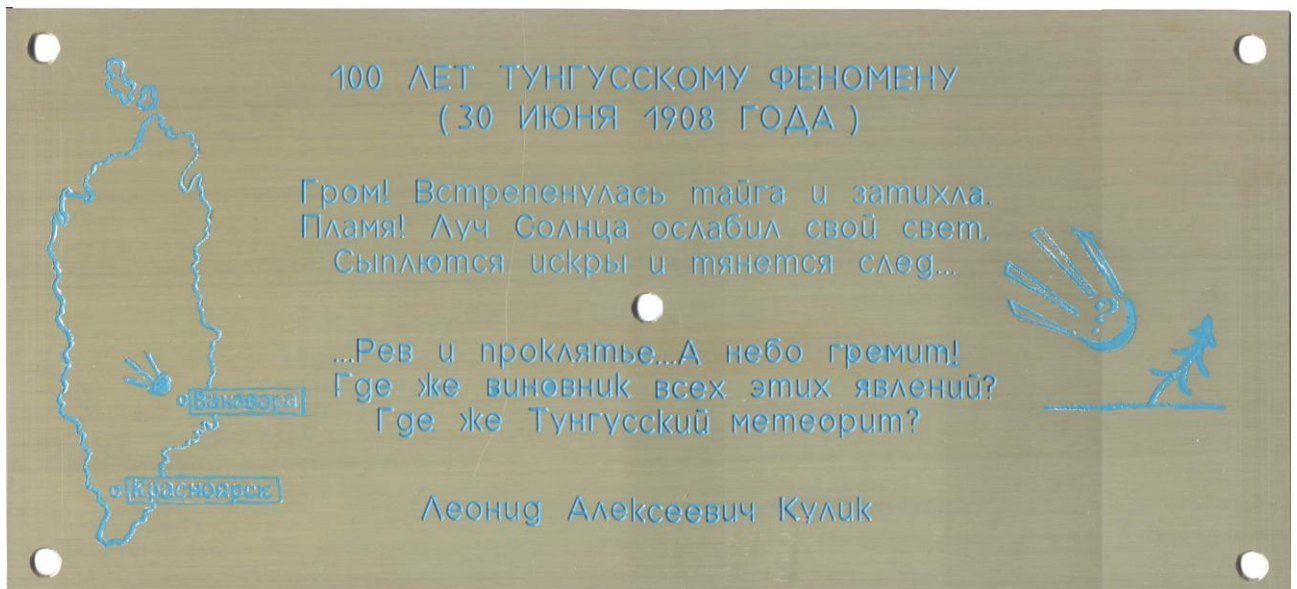 100 ЛЕТ ТУНГУССКОМУ ФЕНОМЕНУ
( 30 ИЮНЯ 1908 ГОДА )
Гром! Встрепенулась тайга и затихла.
Пламя! Луч Солнца ослабил свой свет.
Сыплются искры и тянется след...
...Рев и проклятье...А небо гремит!
Где же виновник всех этих явлений?
Где же Тунгусский метеорит?
Леонид Алексеевич Кулик
Ванавара
Красноярск
?